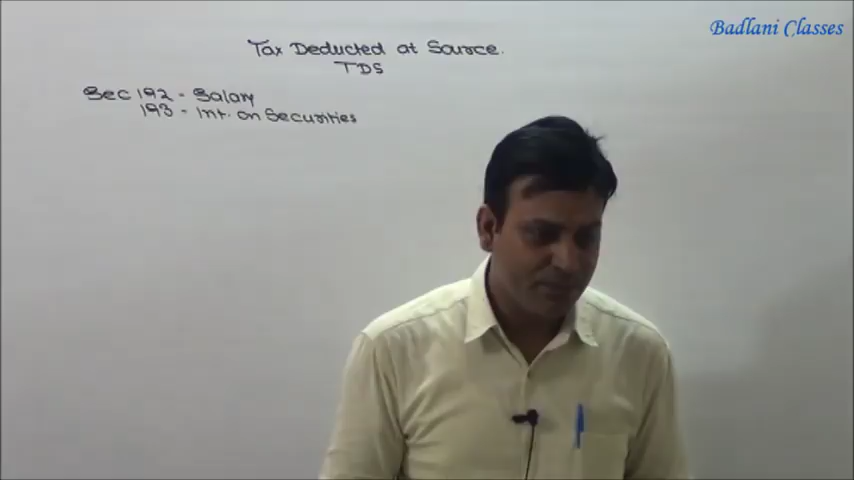 Badlani Classes
Tax Deducted at Source.
TDS
Sec 192 - Salary
193 - Int. on Securities